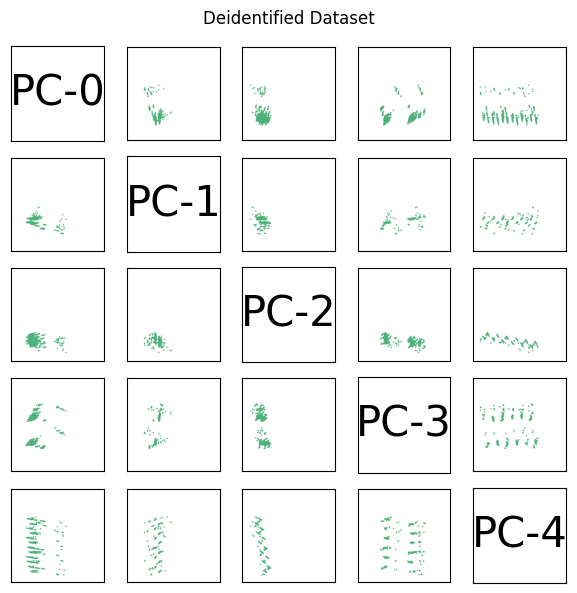 Deidentified Dataset
PC-0
PC-1
PC-2
PC-3
PC-4